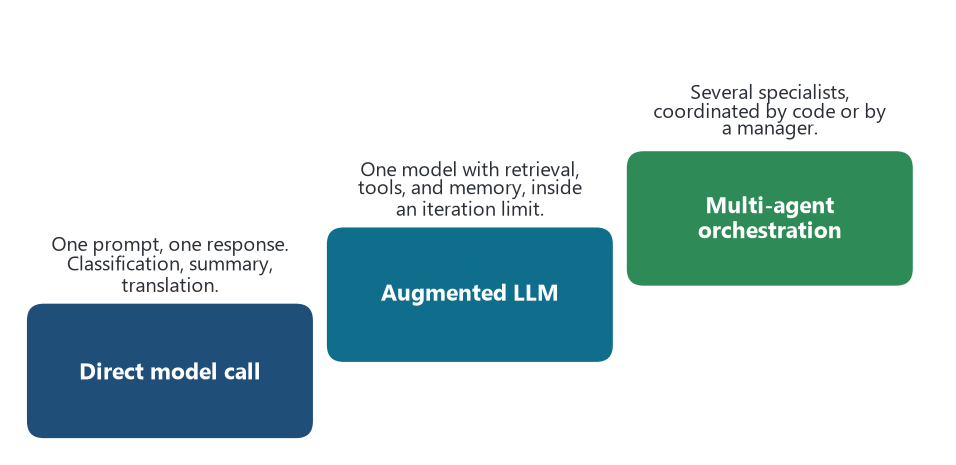 One prompt, one response.
Classification, summary,
translation.
Direct model call
One model with retrieval,
tools, and memory, inside
an iteration limit.
Augmented LLM
Several specialists,
coordinated by code or by
a manager.
Multi-agent
orchestration